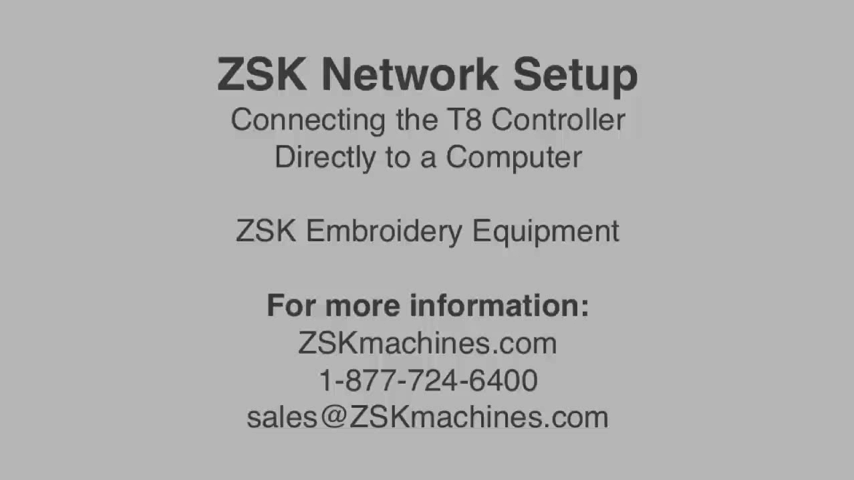 ZSK Network Setup
Connecting the T8 Controller
Directly to a Computer
ZSK Embroidery Equipment
For more information:
ZSKmachines.com
1-877-724-6400
sales@ZSKmachines.com